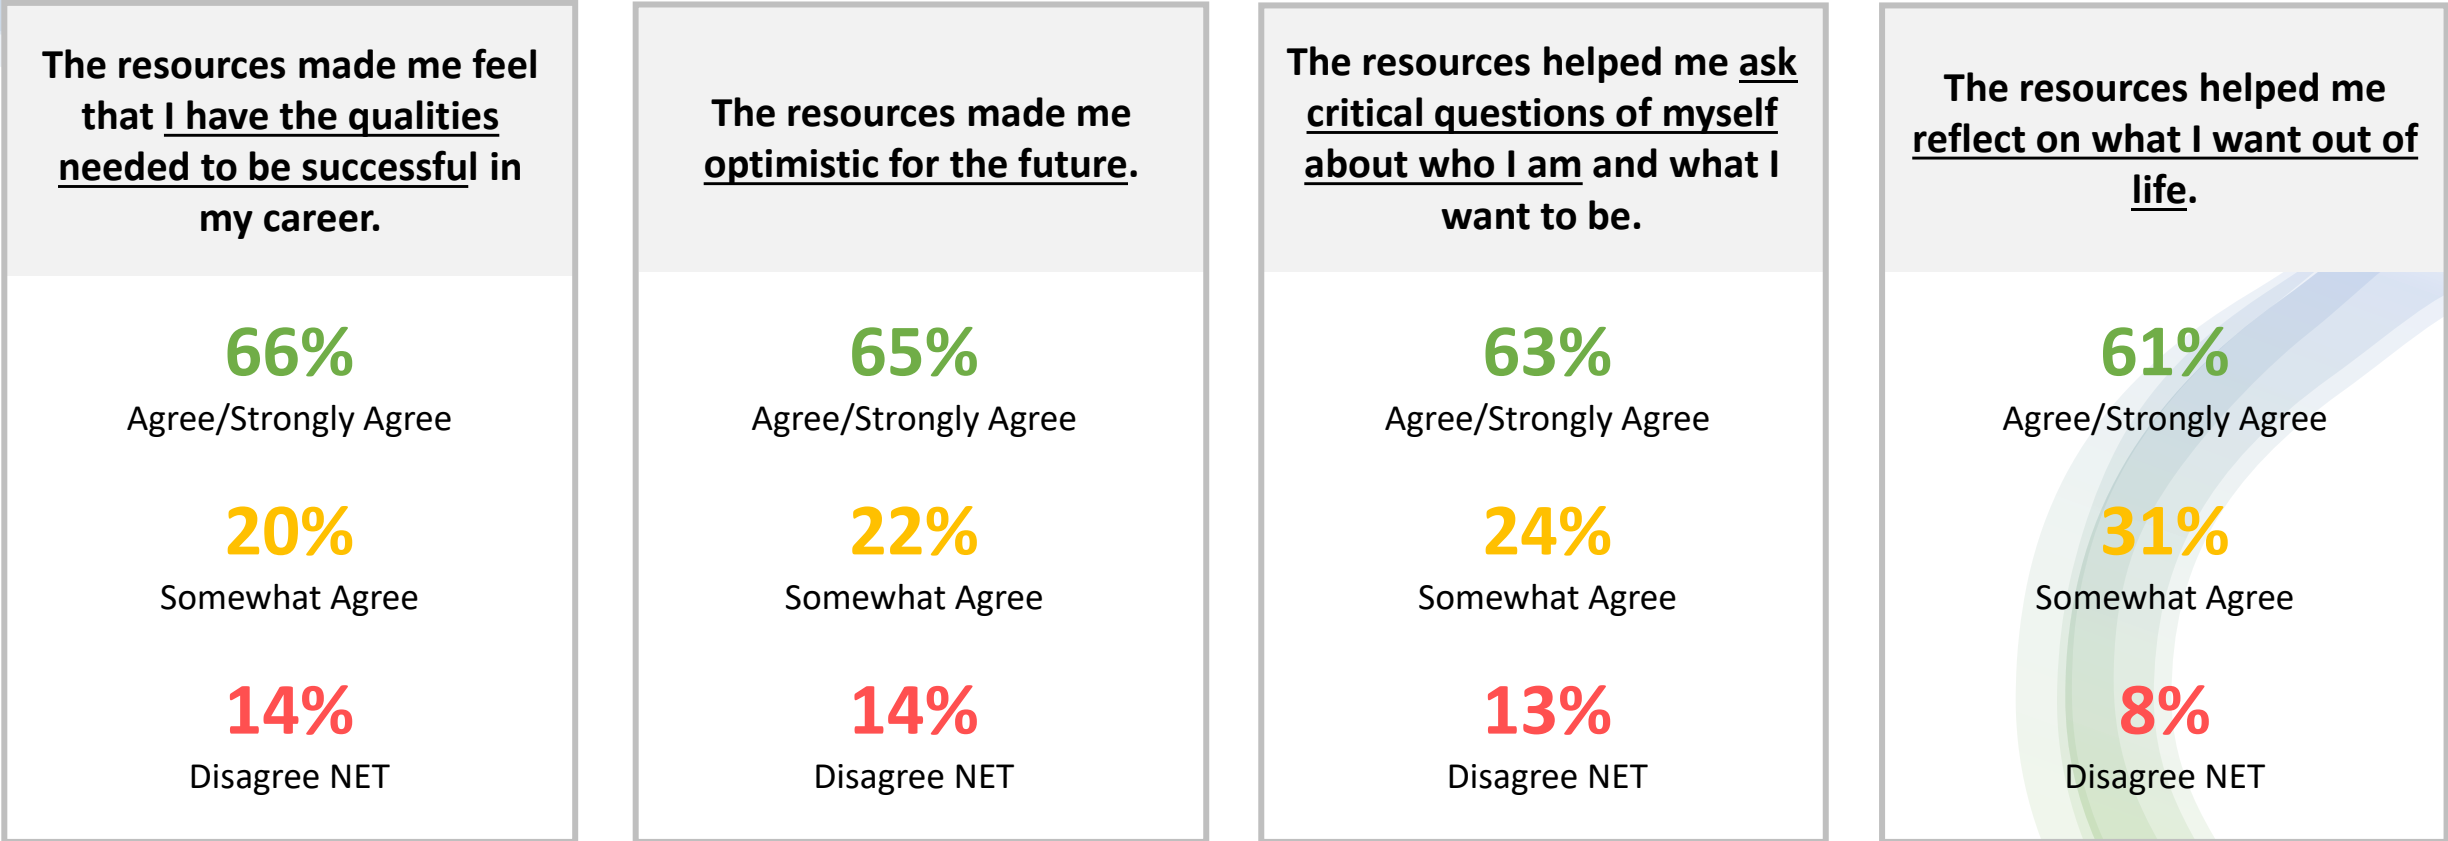 The resources made me feel
that I have the qualities
needed to be successful in
my career.
66%
Agree/Strongly Agree
20%
Somewhat Agree
14%
Disagree NET
The resources made me
optimistic for the future.
65%
Agree/Strongly Agree
22%
Somewhat Agree
14%
Disagree NET
The resources helped me ask
critical questions of myself
about who I am and what I
want to be.
63%
Agree/Strongly Agree
24%
Somewhat Agree
13%
Disagree NET
The resources helped me
reflect on what I want out of
life.
61%
Agree/Strongly Agree
31%
Somewhat Agree
8%
Disagree NET